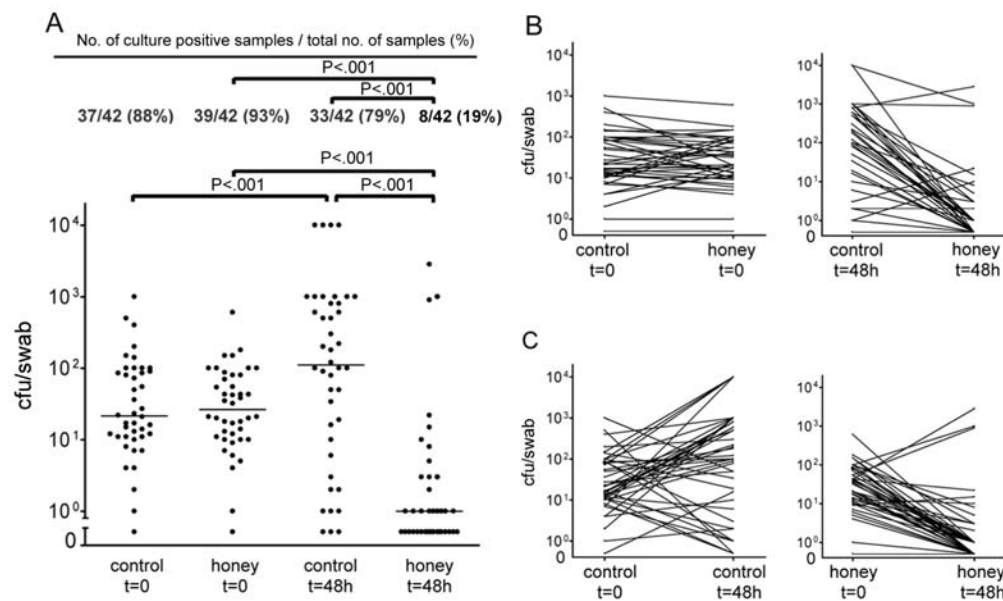 A
No. of culture positive samples / total no. of samples (%)
P<.001
P<.001
37/42 (88%) 39/42 (93%) 33/42 (79%) 8/42 (19%)
P<.001
P<.001 P<.001
cfu/swab
10⁴
10³
10²
10¹
10⁰
0
control honey control honey
t=0 t=0 t=48h t=48h
B
cfu/swab
10⁴
10³
10²
10¹
10⁰
0
control honey
t=0 t=0
10⁴
10³
10²
10¹
10⁰
0
control honey
t=48h t=48h
C
cfu/swab
10⁴
10³
10²
10¹
10⁰
0
control control
t=0 t=48h
10⁴
10³
10²
10¹
10⁰
0
honey honey
t=0 t=48h